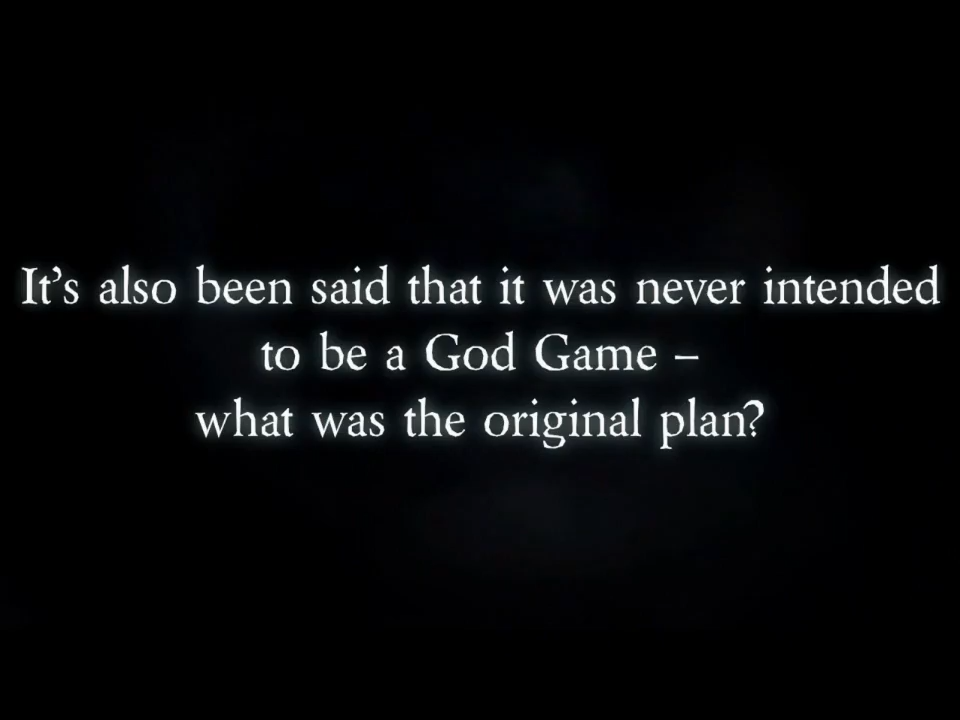 It's also been said that it was never intended
to be a God Game –
what was the original plan?